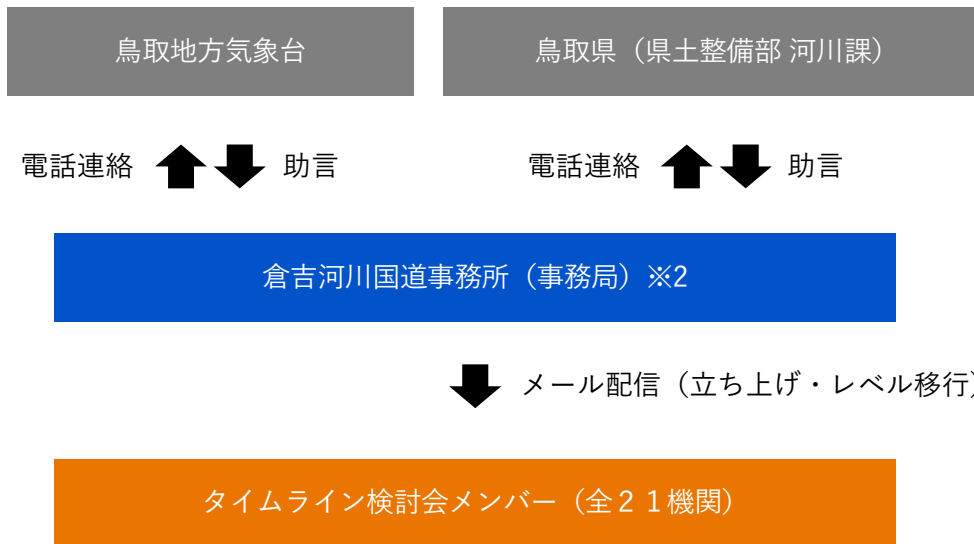 鳥取地方気象台
鳥取県（県土整備部 河川課）
電話連絡 助言
電話連絡 助言
倉吉河川国道事務所（事務局）※2
メール配信（立ち上げ・レベル移行）
タイムライン検討会メンバー（全２１機関）